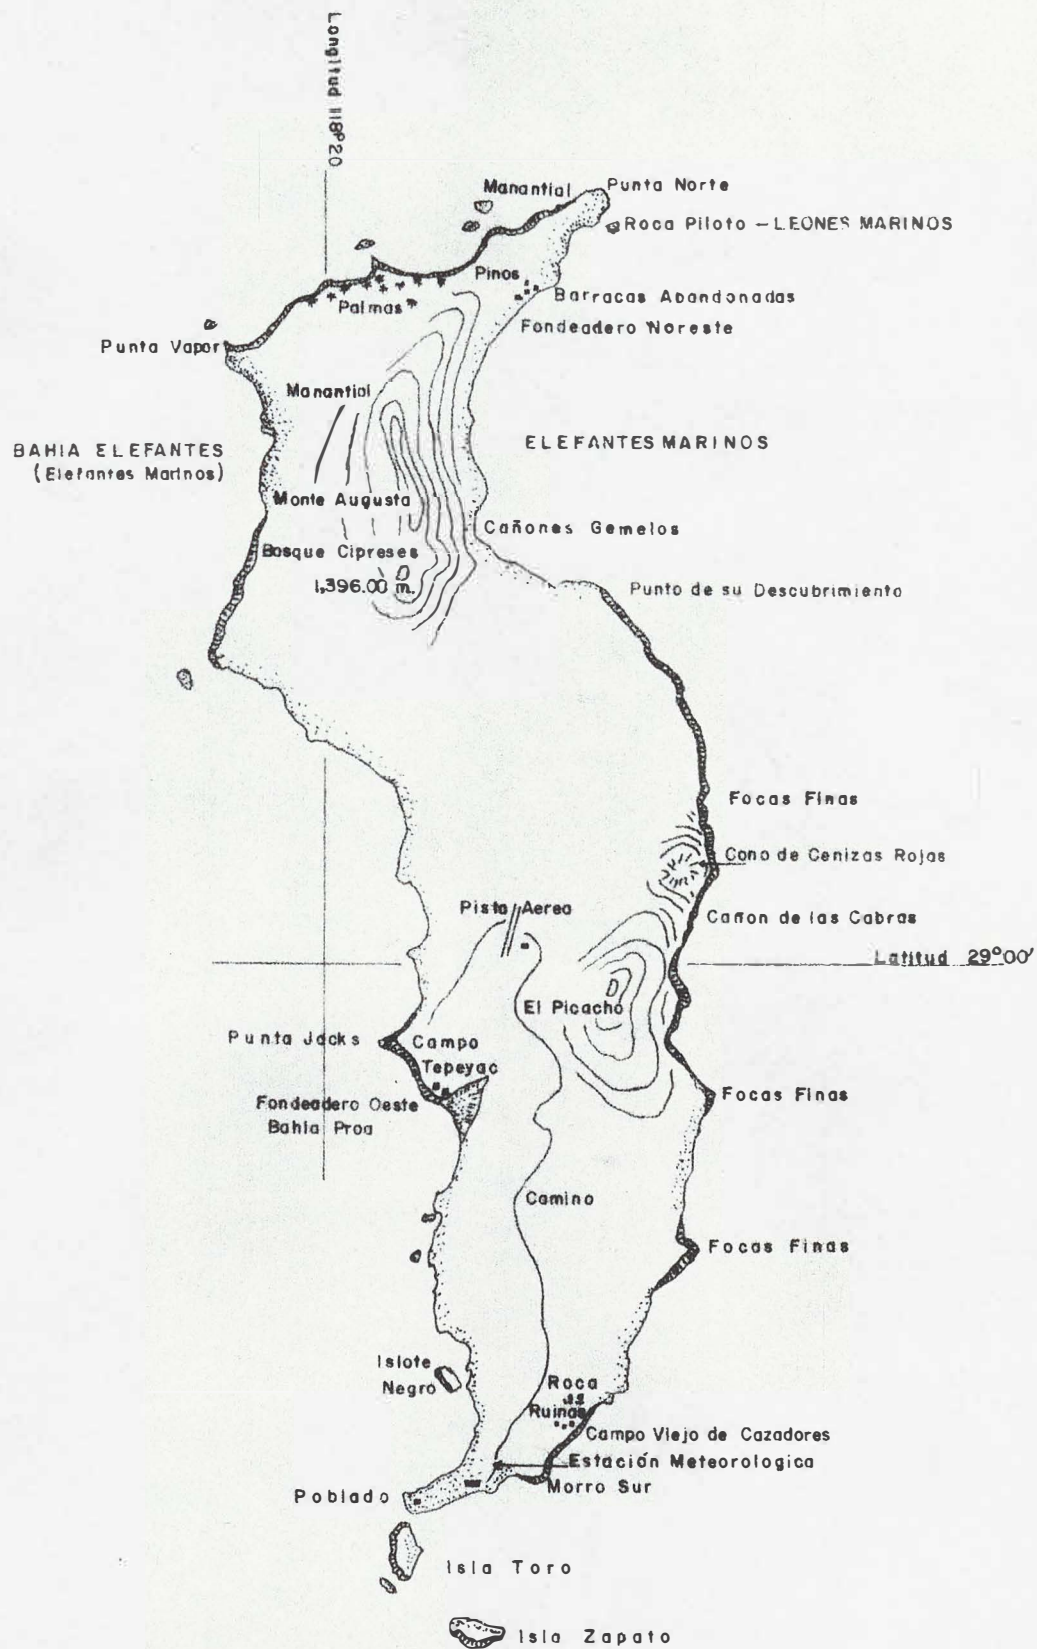 Longitud 118º20
Manantial
Punta Norte
Roca Piloto – LEONES MARINOS
Pinos
Barracas Abandonadas
Palmas
Fondeadero Noreste
Punta Vapor
Manantial
BAHIA ELEFANTES
(Elefantes Marinos)
ELEFANTES MARINOS
Monte Augusta
Cañones Gemelos
Bosque Cipreses
1,396.00 m.
Punto de su Descubrimiento
Focas Finas
Cono de Cenizas Rojas
Pista Aerea
Cañon de las Cabras
Latitud 29º00'
El Picacho
Punta Jacks
Campo
Tepeyac
Fondeadero Oeste
Bahia Proa
Focas Finas
Camino
Focas Finas
Islote
Negro
Roca
Ruinas
Campo Viejo de Cazadores
Estación Meteorologica
Morro Sur
Poblado
Isla Toro
Isla Zapato